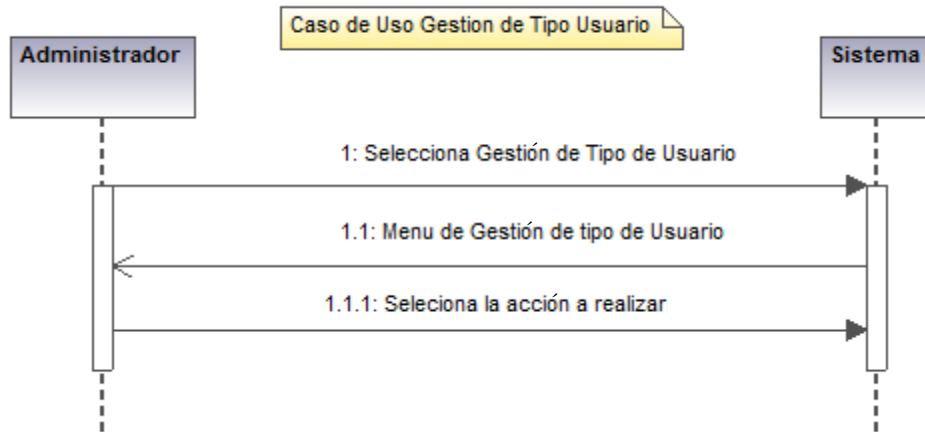 Caso de Uso Gestion de Tipo Usuario
Administrador
Sistema
1: Selecciona Gestión de Tipo de Usuario
1.1: Menu de Gestión de tipo de Usuario
1.1.1: Seleciona la acción a realizar